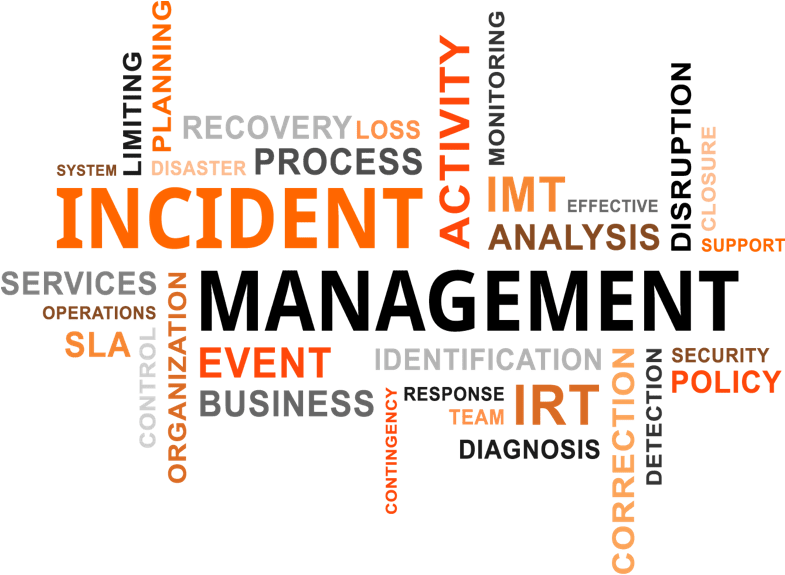 PLANNING
LIMITING
ACTIVITY
MONITORING
RECOVERY
LOSS
DISRUPTION
CLOSURE
SYSTEM
DISASTER
PROCESS
IMT
EFFECTIVE
INCIDENT
ANALYSIS
SUPPORT
SERVICES
MANAGEMENT
OPERATIONS
ORGANIZATION
SLA
CONTROL
EVENT
IDENTIFICATION
CORRECTION
DETECTION
SECURITY
POLICY
BUSINESS
CONTINGENCY
RESPONSE
TEAM
IRT
DIAGNOSIS